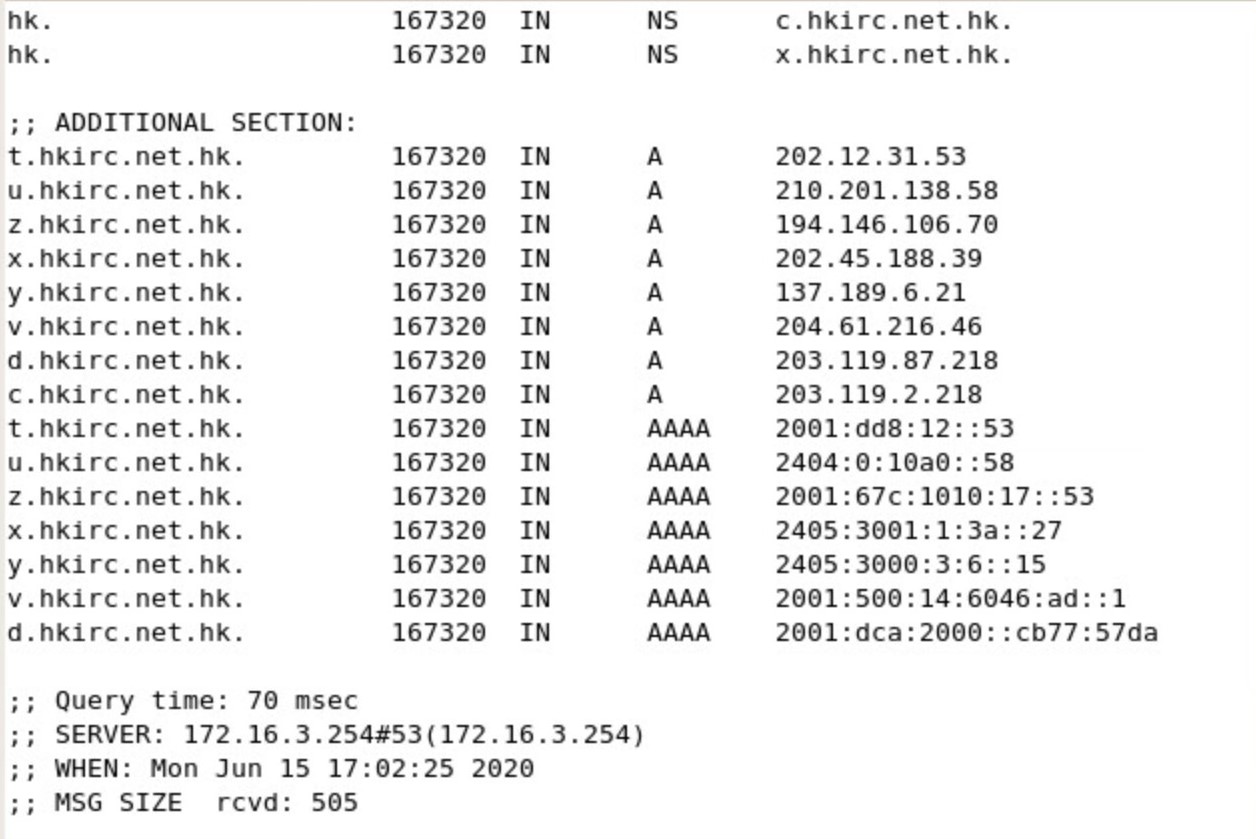 hk. 167320 IN NS c.hkirc.net.hk.
hk. 167320 IN NS x.hkirc.net.hk.
;; ADDITIONAL SECTION:
t.hkirc.net.hk. 167320 IN A 202.12.31.53
u.hkirc.net.hk. 167320 IN A 210.201.138.58
z.hkirc.net.hk. 167320 IN A 194.146.106.70
x.hkirc.net.hk. 167320 IN A 202.45.188.39
y.hkirc.net.hk. 167320 IN A 137.189.6.21
v.hkirc.net.hk. 167320 IN A 204.61.216.46
d.hkirc.net.hk. 167320 IN A 203.119.87.218
c.hkirc.net.hk. 167320 IN A 203.119.2.218
t.hkirc.net.hk. 167320 IN AAAA 2001:dd8:12::53
u.hkirc.net.hk. 167320 IN AAAA 2404:0:10a0::58
z.hkirc.net.hk. 167320 IN AAAA 2001:67c:1010:17::53
x.hkirc.net.hk. 167320 IN AAAA 2405:3001:1:3a::27
y.hkirc.net.hk. 167320 IN AAAA 2405:3000:3:6::15
v.hkirc.net.hk. 167320 IN AAAA 2001:500:14:6046:ad::1
d.hkirc.net.hk. 167320 IN AAAA 2001:dca:2000::cb77:57da
;; Query time: 70 msec
;; SERVER: 172.16.3.254#53(172.16.3.254)
;; WHEN: Mon Jun 15 17:02:25 2020
;; MSG SIZE  rcvd: 505